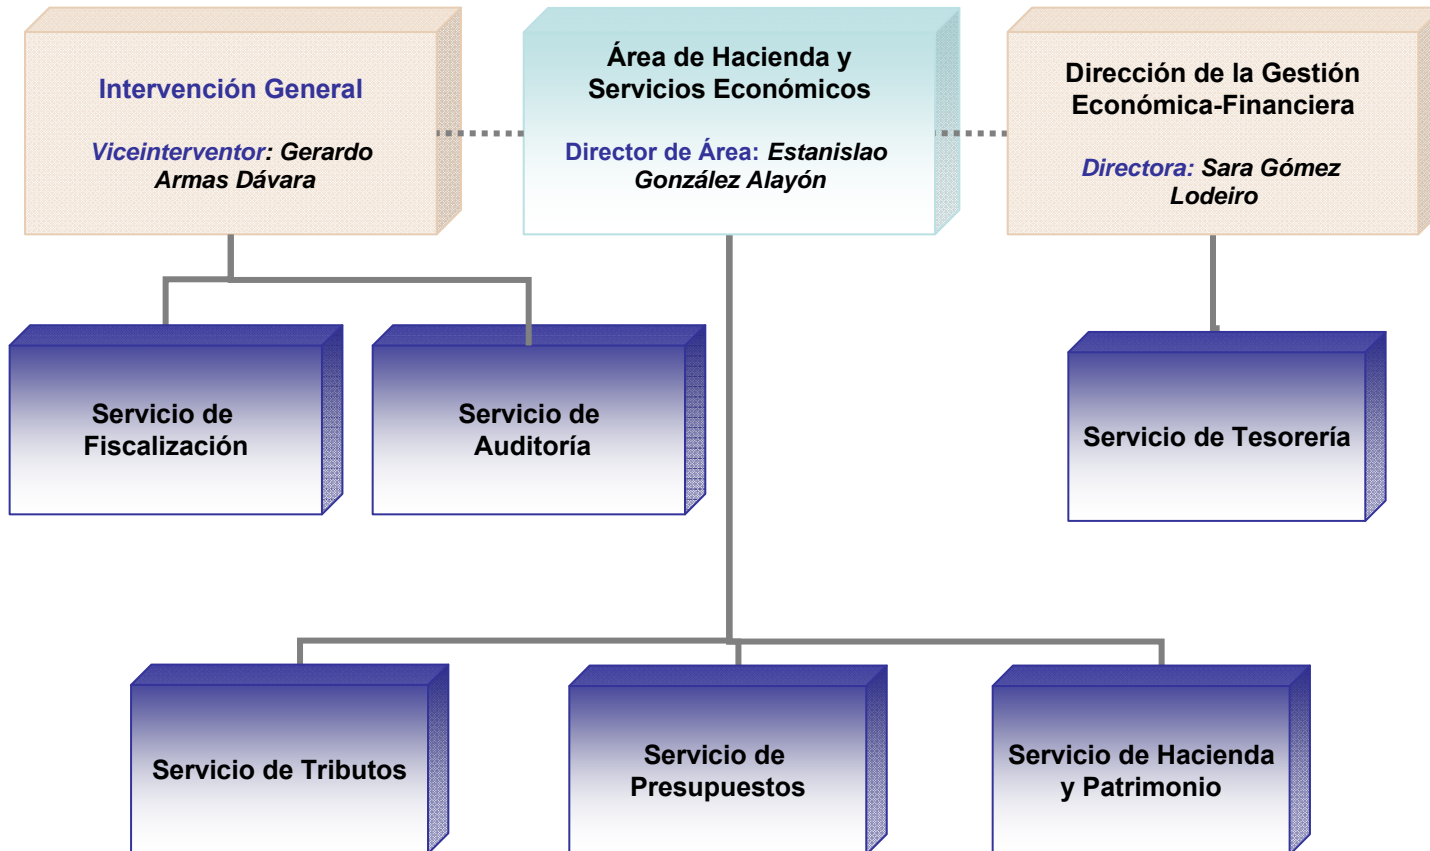 Intervención General
Viceinterventor: Gerardo
Armas Dávara
Área de Hacienda y
Servicios Económicos
Director de Área: Estanislao
González Alayón
Dirección de la Gestión
Económica-Financiera
Directora: Sara Gómez
Lodeiro
Servicio de
Fiscalización
Servicio de
Auditoría
Servicio de Tesorería
Servicio de Tributos
Servicio de
Presupuestos
Servicio de Hacienda
y Patrimonio